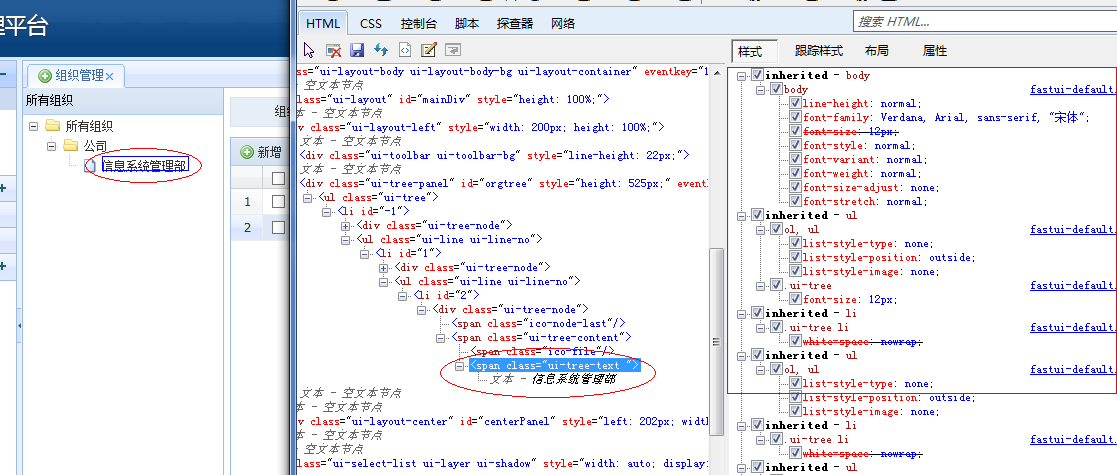 理平台
组织管理
所有组织
所有组织
公司
信息系统管理部
组
新增
1
2
HTML CSS 控制台 脚本 探查器 网络
搜索 HTML...
ass="ui-layout-body ui-layout-body-bg ui-layout-container" eventkey="1
- 空文本节点
class="ui-layout" id="mainDiv" style="height: 100%;">
本 - 空文本节点
iv class="ui-layout-left" style="width: 200px; height: 100%;">
文本 - 空文本节点
<div class="ui-toolbar ui-toolbar-bg" style="line-height: 22px;">
文本 - 空文本节点
<div class="ui-tree-panel" id="orgtree" style="height: 525px;" event
<ul class="ui-tree">
<li id="-1">
<div class="ui-tree-node">
<ul class="ui-line ui-line-no">
<li id="1">
<div class="ui-tree-node">
<ul class="ui-line ui-line-no">
<li id="2">
<div class="ui-tree-node">
<span class="ico-node-last"/>
<span class="ui-tree-content">
<span class="ico-file"/>
<span class="ui-tree-text ">
文本 - 信息系统管理部
文本 - 空文本节点
本 - 空文本节点
iv class="ui-layout-center" id="centerPanel" style="left: 202px; widt
本 - 空文本节点
- 空文本节点
class="ui-select-list ui-layer ui-shadow" style="width: auto; display
样式 跟踪样式 布局 属性
inherited - body
body fastui-default.
line-height: normal;
font-family: Verdana, Arial, sans-serif, "宋体";
font-size: 12px;
font-style: normal;
font-variant: normal;
font-weight: normal;
font-size-adjust: none;
font-stretch: normal;
inherited - ul
ol, ul fastui-default.
list-style-type: none;
list-style-position: outside;
list-style-image: none;
.ui-tree fastui-default.
font-size: 12px;
inherited - li
.ui-tree li fastui-default.
white-space: nowrap;
inherited - ul
ol, ul fastui-default.
list-style-type: none;
list-style-position: outside;
list-style-image: none;
inherited - li
.ui-tree li fastui-default.
white-space: nowrap;
inherited - ul